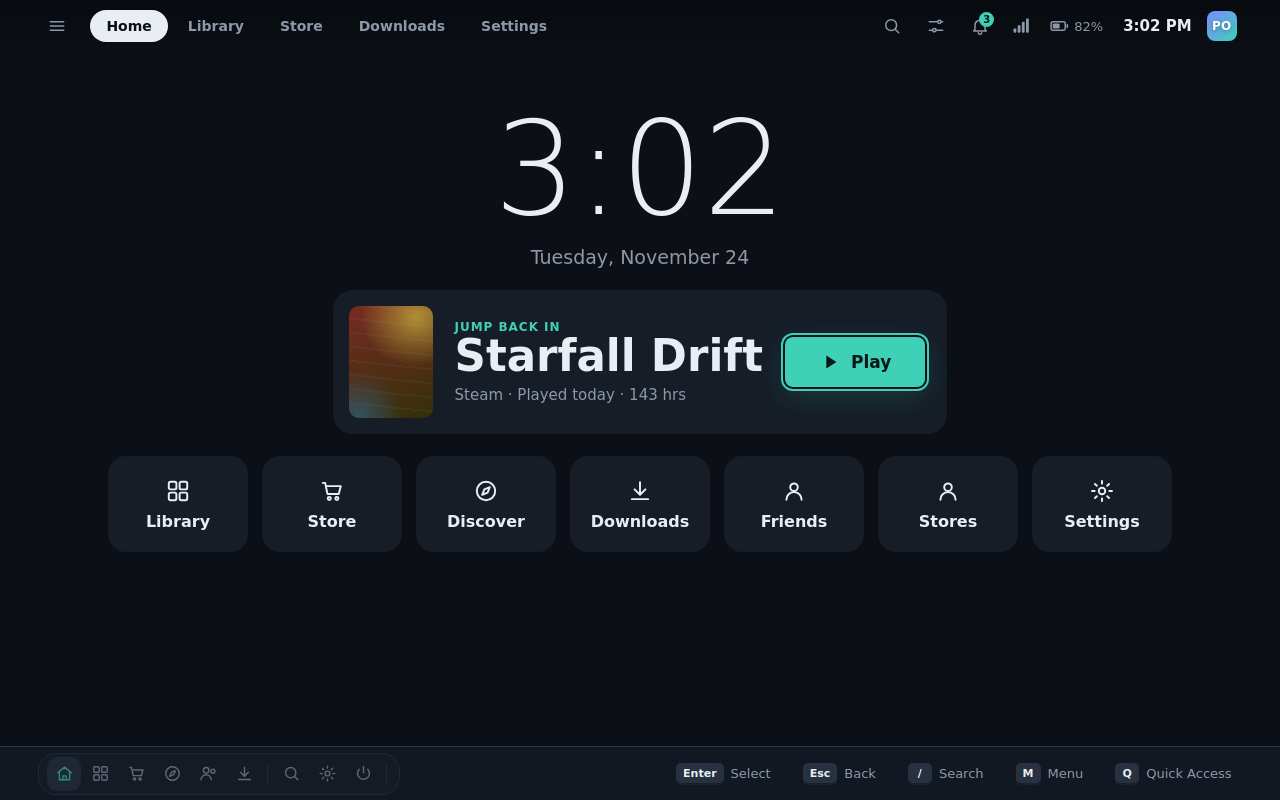 Home Library Store Downloads Settings 3 82% 3:02 PM PO
3:02
Tuesday, November 24
JUMP BACK IN
Starfall Drift
Steam · Played today · 143 hrs
Play
Library Store Discover Downloads Friends Stores Settings
Enter Select Esc Back / Search M Menu Q Quick Access